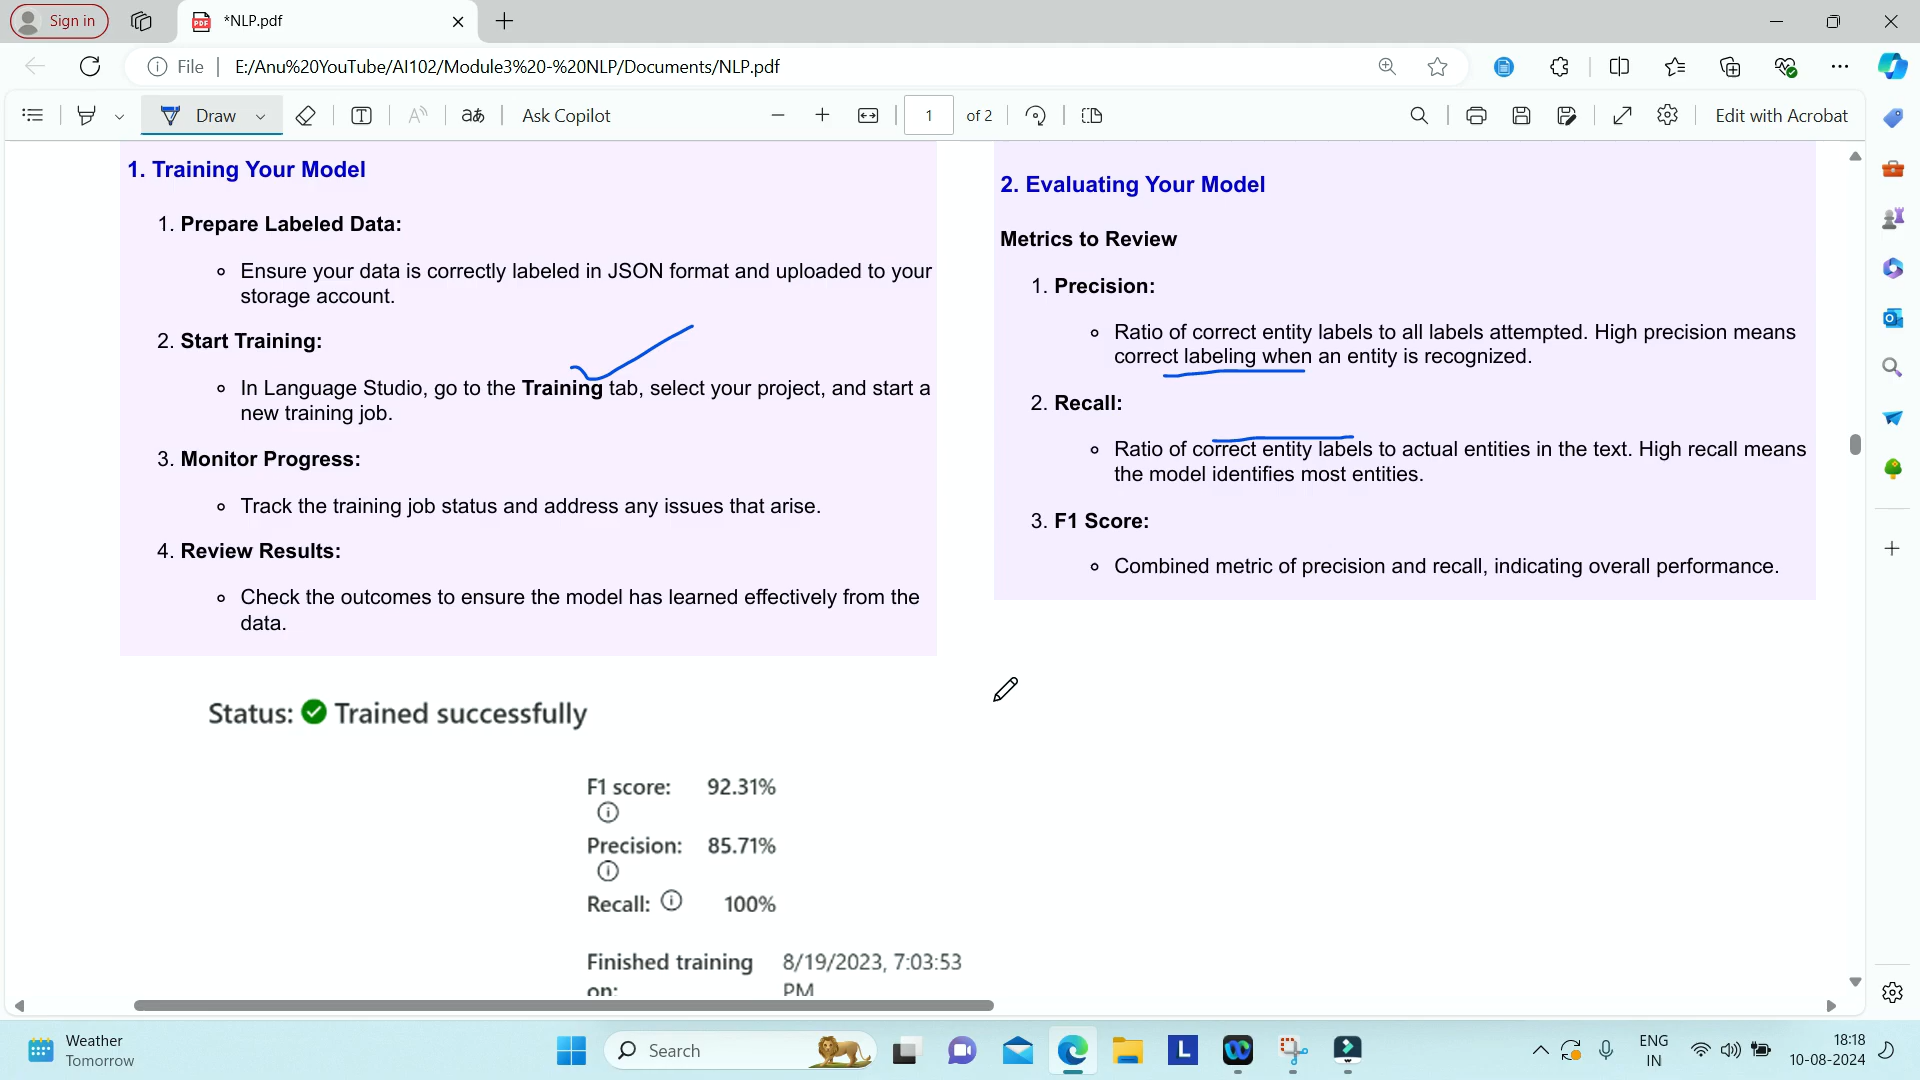 Sign in
*NLP.pdf
File
E:/Anu%20YouTube/AI102/Module3%20-%20NLP/Documents/NLP.pdf
Draw
aあ
Ask Copilot
1
of 2
Edit with Acrobat
1. Training Your Model
1. Prepare Labeled Data:
Ensure your data is correctly labeled in JSON format and uploaded to your
storage account.
2. Start Training:
In Language Studio, go to the Training tab, select your project, and start a
new training job.
3. Monitor Progress:
Track the training job status and address any issues that arise.
4. Review Results:
Check the outcomes to ensure the model has learned effectively from the
data.
2. Evaluating Your Model
Metrics to Review
1. Precision:
Ratio of correct entity labels to all labels attempted. High precision means
correct labeling when an entity is recognized.
2. Recall:
Ratio of correct entity labels to actual entities in the text. High recall means
the model identifies most entities.
3. F1 Score:
Combined metric of precision and recall, indicating overall performance.
Status: Trained successfully
F1 score: 92.31%
Precision: 85.71%
Recall: 100%
Finished training 8/19/2023, 7:03:53
on: PM
Weather
Tomorrow
Search
L
ENG
IN
18:18
10-08-2024